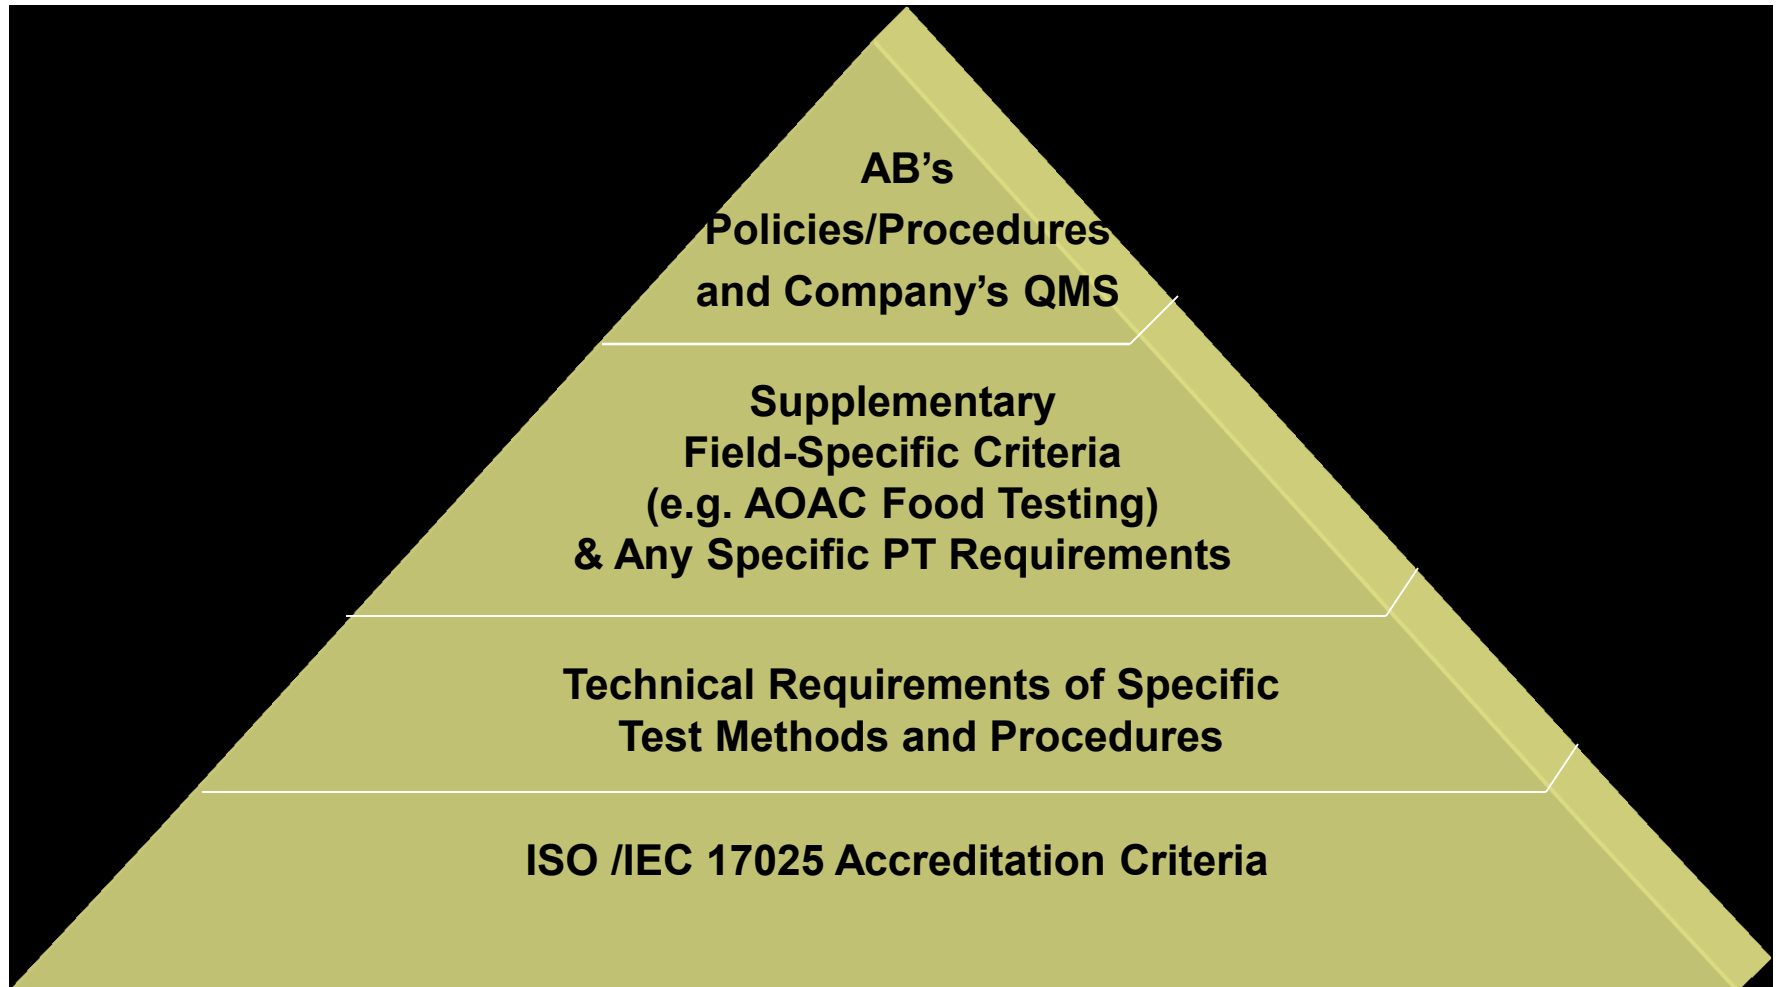 AB’s
Policies/Procedures
and Company’s QMS
Supplementary
Field-Specific Criteria
(e.g. AOAC Food Testing)
& Any Specific PT Requirements
Technical Requirements of Specific
Test Methods and Procedures
ISO /IEC 17025 Accreditation Criteria